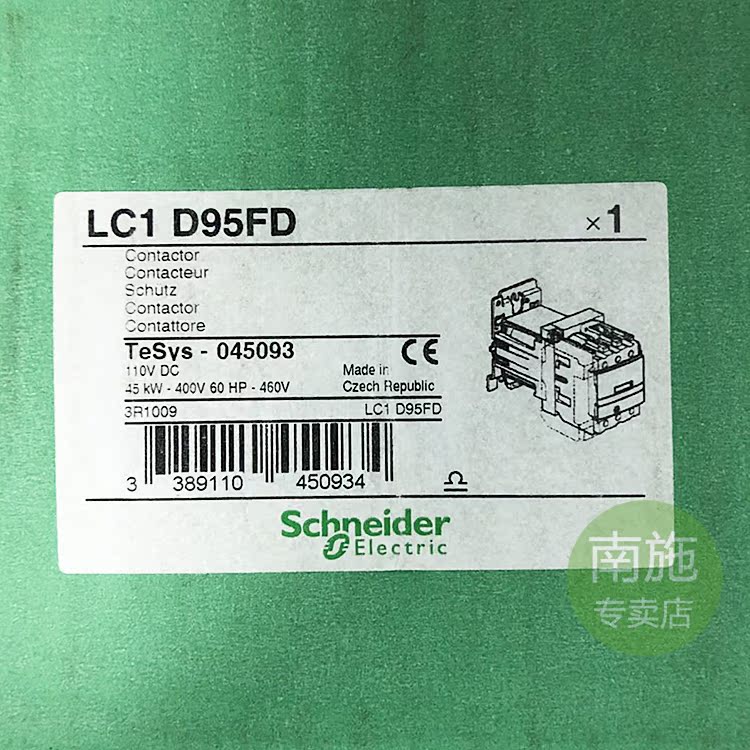 LC1 D95FD ×1
Contactor
Contacteur
Schutz
Contactor
Contattore
TeSys - 045093
110V DC
45 kW - 400V 60 HP - 460V
Made in
Czech Republic
CE
3R1009 LC1 D95FD
3 389110 450934
Schneider
Electric
南施
专卖店